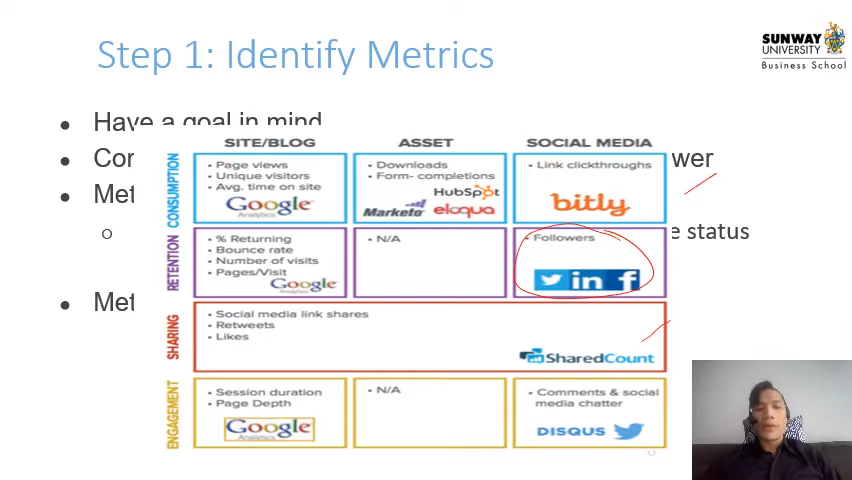 Step 1: Identify Metrics
SUNWAY
UNIVERSITY
Business School
Have a goal in mind
wer
e status
SITE/BLOG
ASSET
SOCIAL MEDIA
CONSUMPTION
• Page views
• Unique visitors
• Avg. time on site
Google
Analytics
• Downloads
• Form- completions
HubSpot
Marketo
eloqua
• Link clickthroughs
bitly
RETENTION
• % Returning
• Bounce rate
• Number of visits
• Pages/Visit
Google
Analytics
• N/A
• Followers
in f
SHARING
• Social media link shares
• Retweets
• Likes
SharedCount
ENGAGEMENT
• Session duration
• Page Depth
Google
Analytics
• N/A
• Comments & social
media chatter
DISQUS